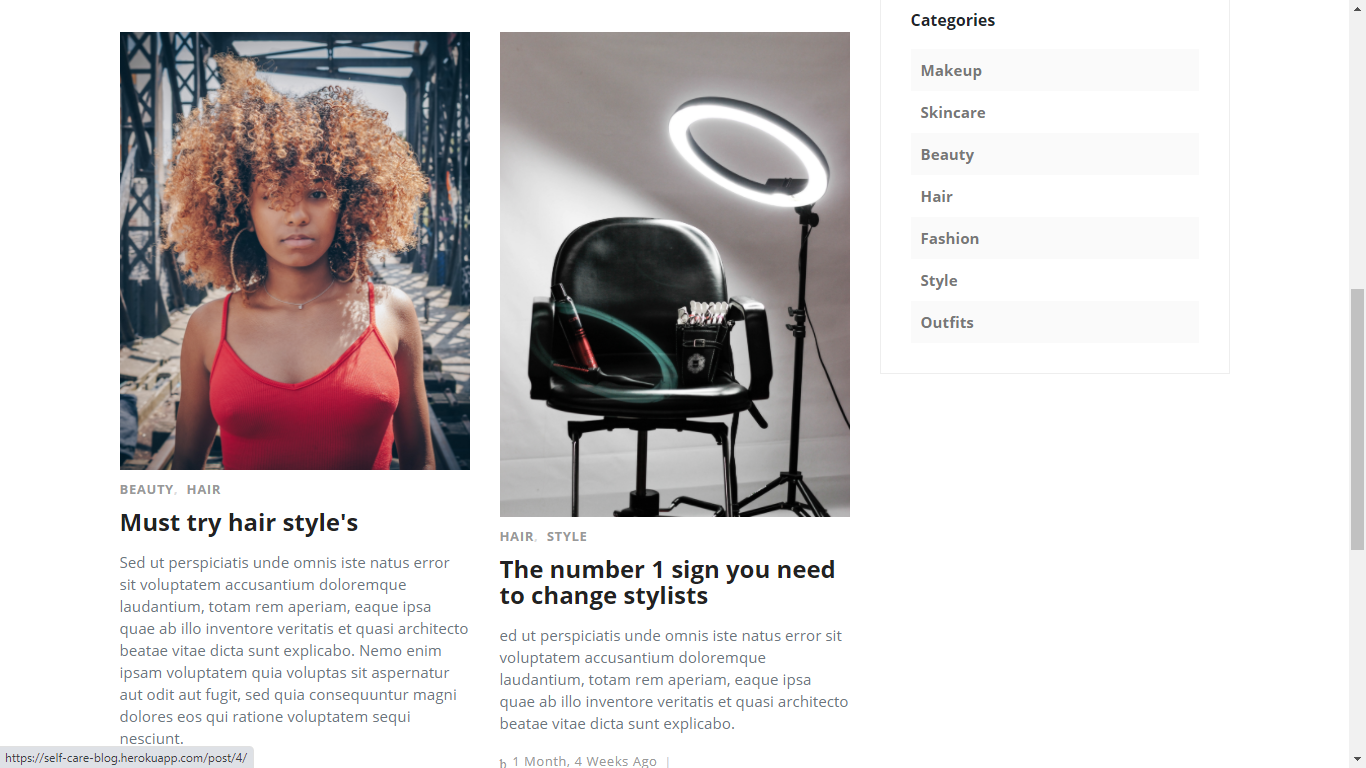 Categories
Makeup
Skincare
Beauty
Hair
Fashion
Style
Outfits
BEAUTY, HAIR
Must try hair style's
Sed ut perspiciatis unde omnis iste natus error
sit voluptatem accusantium doloremque
laudantium, totam rem aperiam, eaque ipsa
quae ab illo inventore veritatis et quasi architecto
beatae vitae dicta sunt explicabo. Nemo enim
ipsam voluptatem quia voluptas sit aspernatur
aut odit aut fugit, sed quia consequuntur magni
dolores eos qui ratione voluptatem sequi
nesciunt.
HAIR, STYLE
The number 1 sign you need
to change stylists
ed ut perspiciatis unde omnis iste natus error sit
voluptatem accusantium doloremque
laudantium, totam rem aperiam, eaque ipsa
quae ab illo inventore veritatis et quasi architecto
beatae vitae dicta sunt explicabo.
h 1 Month, 4 Weeks Ago |
https://self-care-blog.herokuapp.com/post/4/